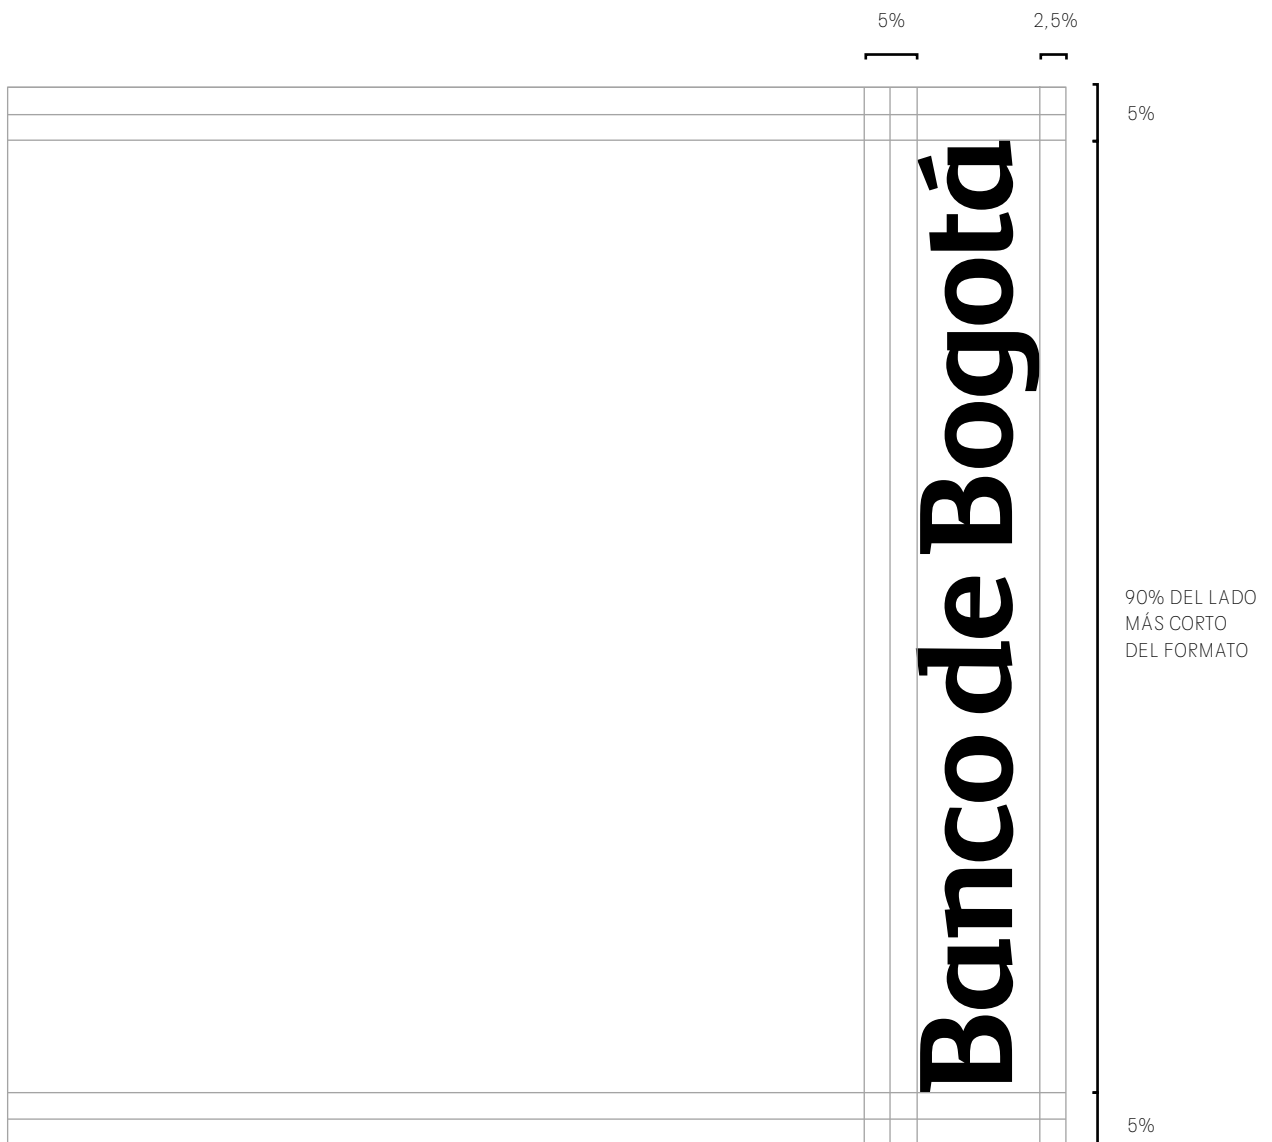 5%
2,5%
5%
Banco de Bogotá
90% DEL LADO
MÁS CORTO
DEL FORMATO
5%